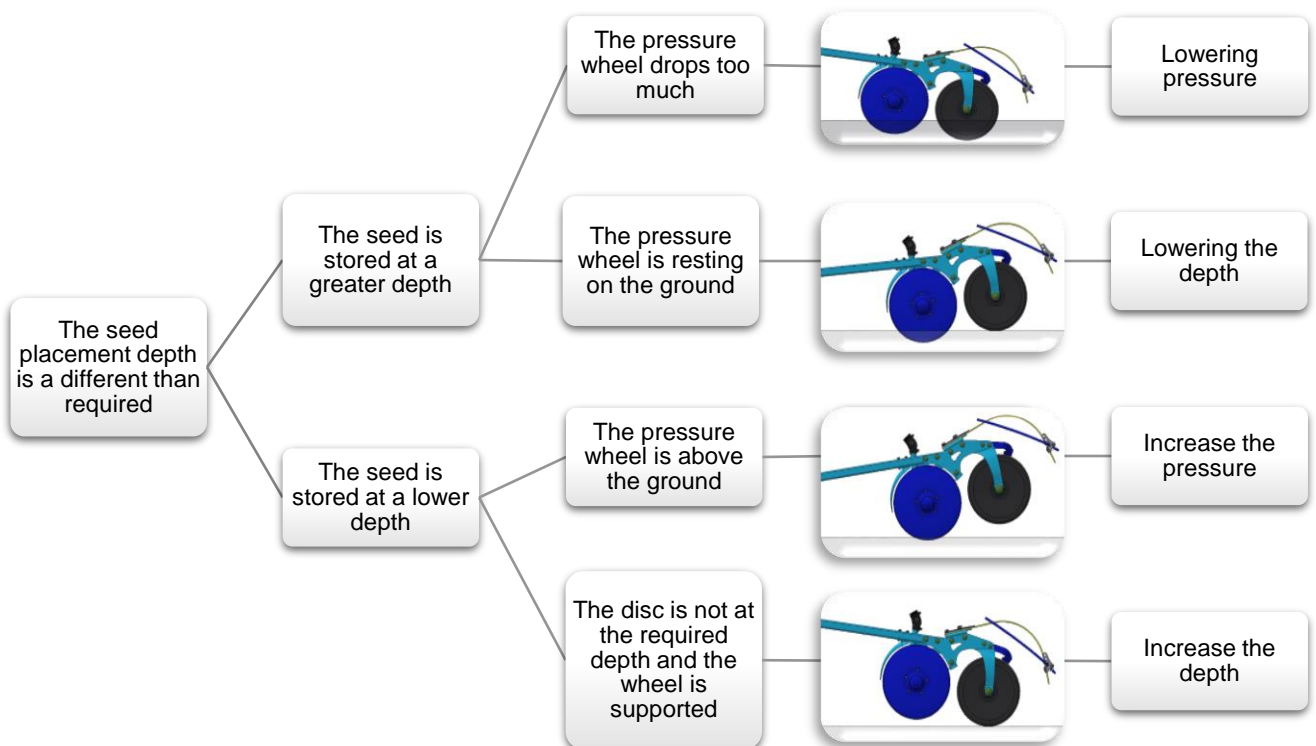 The seed
placement depth
is a different than
required
The seed is
stored at a
greater depth
The pressure
wheel drops too
much
Lowering
pressure
The pressure
wheel is resting
on the ground
Lowering the
depth
The seed is
stored at a lower
depth
The pressure
wheel is above
the ground
Increase the
pressure
The disc is not at
the required
depth and the
wheel is
supported
Increase the
depth